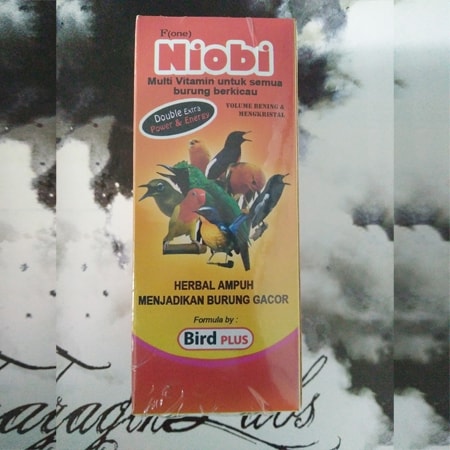 F(one)
Niobi
Multi Vitamin untuk semua
burung berkicau
Double Extra
Power & Energy
VOLUME BENING &
MENGKRISTAL
HERBAL AMPUH
MENJADIKAN BURUNG GACOR
Formula by :
Bird PLUS